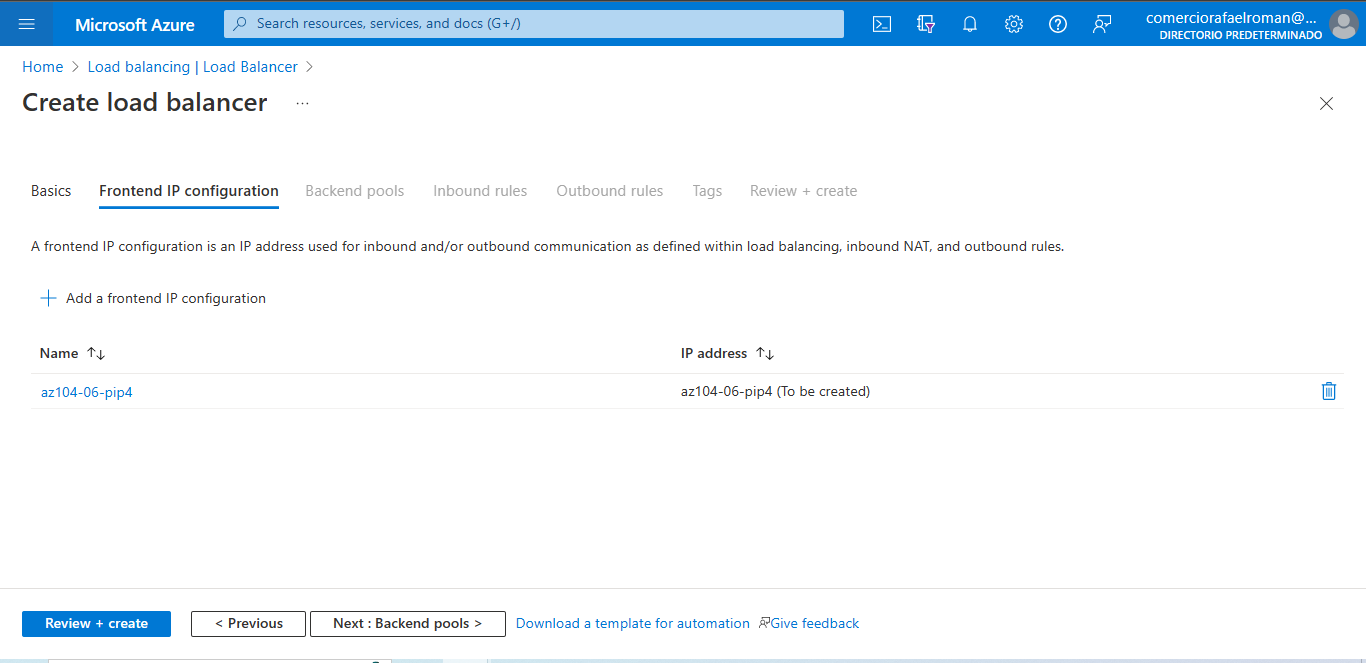 Microsoft Azure
Search resources, services, and docs (G+/)
comerciorafaelroman@...
DIRECTORIO PREDETERMINADO
Home > Load balancing | Load Balancer >
Create load balancer ...
Basics Frontend IP configuration Backend pools Inbound rules Outbound rules Tags Review + create
A frontend IP configuration is an IP address used for inbound and/or outbound communication as defined within load balancing, inbound NAT, and outbound rules.
+ Add a frontend IP configuration
Name ↑↓ IP address ↑↓
az104-06-pip4 az104-06-pip4 (To be created)
Review + create < Previous Next : Backend pools > Download a template for automation Give feedback